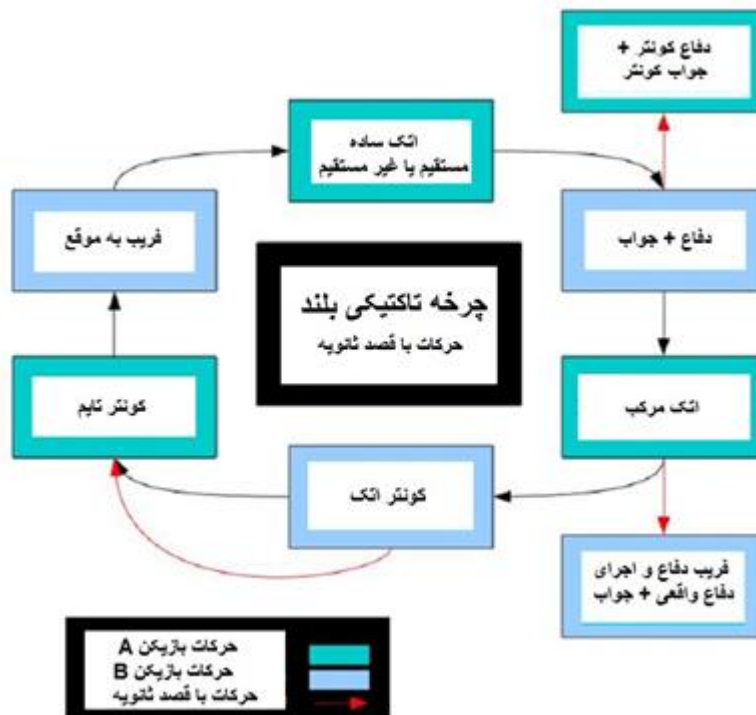 دفاع کونتر +
جواب کونتر
اتک ساده
مستقیم یا غیر مستقیم
فریب به موقع
دفاع + جواب
چرخه تاکتیکی بلند
حرکات با قصد ثانویه
کونتر تایم
اتک مرکب
کونتر اتک
فریب دفاع و اجرای
دفاع واقعی + جواب
حرکات بازیکن A
حرکات بازیکن B
حرکات با قصد ثانویه